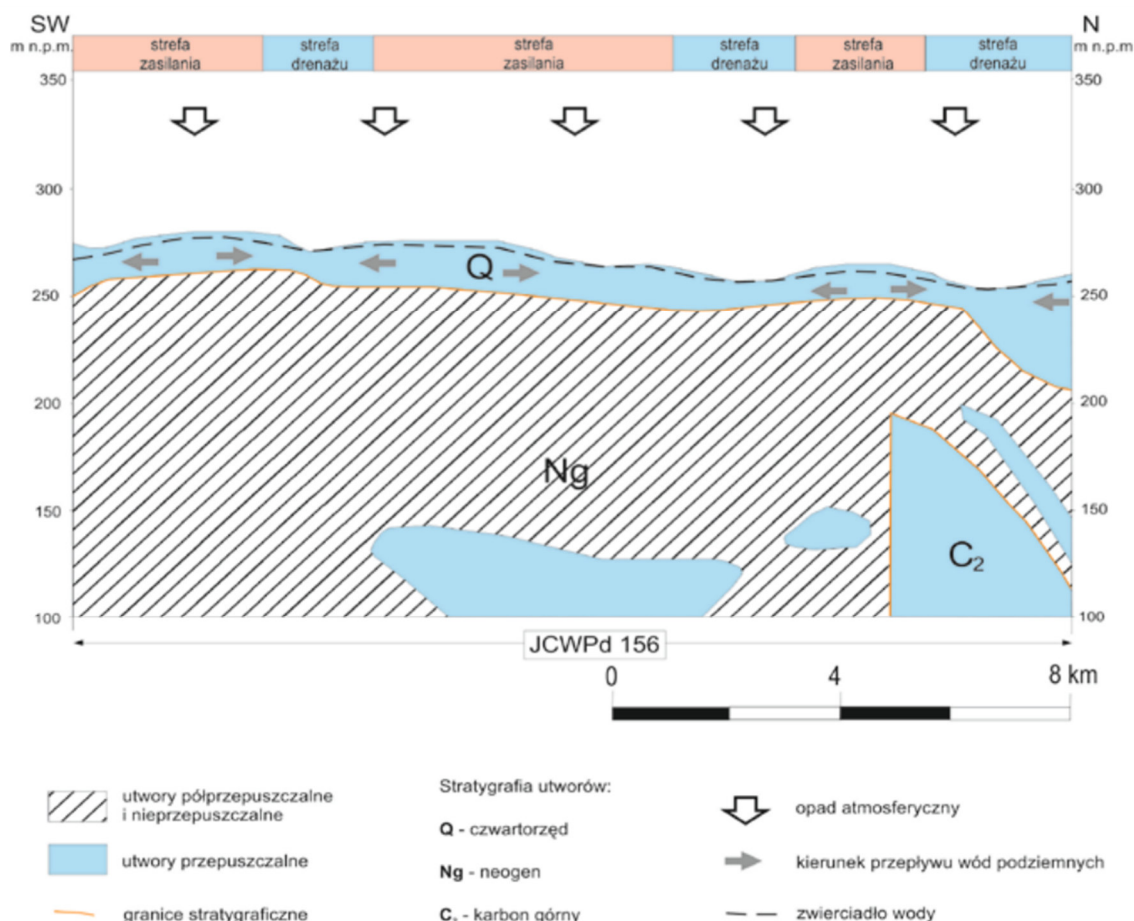 SW
N
m n.p.m.
m n.p.m.
strefa
zasilania
strefa
drenażu
strefa
zasilania
strefa
drenażu
strefa
zasilania
strefa
drenażu
350
350
300
300
250
250
Q
200
200
Ng
150
150
C₂
100
100
JCWPd 156
0 4 8 km
utwory półprzepuszczalne
i nieprzepuszczalne
utwory przepuszczalne
granice stratygraficzne
Stratygrafia utworów:
Q - czwartorzęd
Ng - neogen
C₂ - karbon górny
opad atmosferyczny
kierunek przepływu wód podziemnych
zwierciadło wody